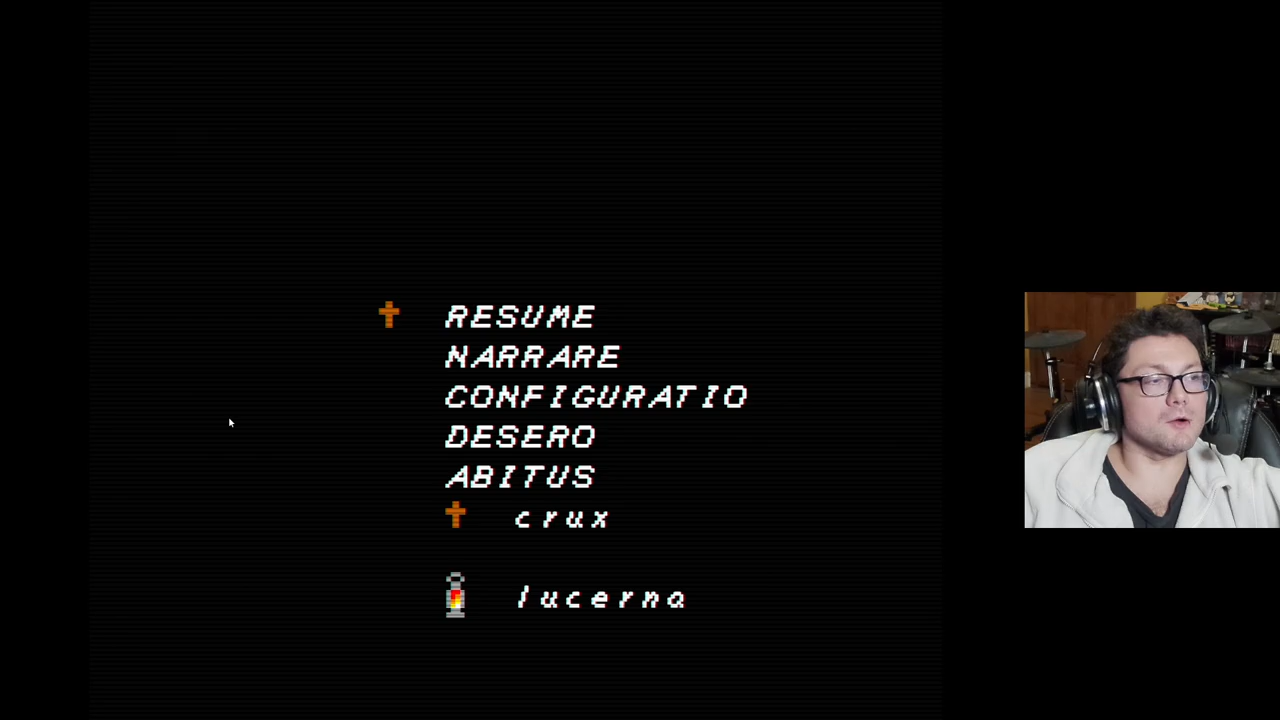 RESUME
NARRARE
CONFIGURATIO
DESERO
ABITUS
crux
lucerna